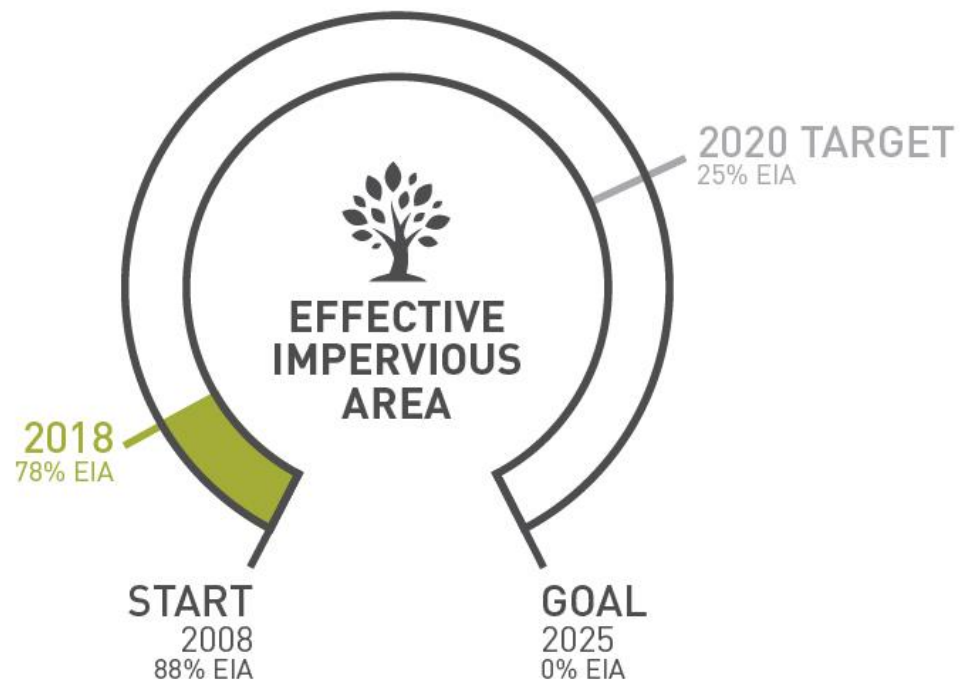 2020 TARGET
25% EIA
EFFECTIVE
IMPERVIOUS
AREA
2018
78% EIA
START
2008
88% EIA
GOAL
2025
0% EIA